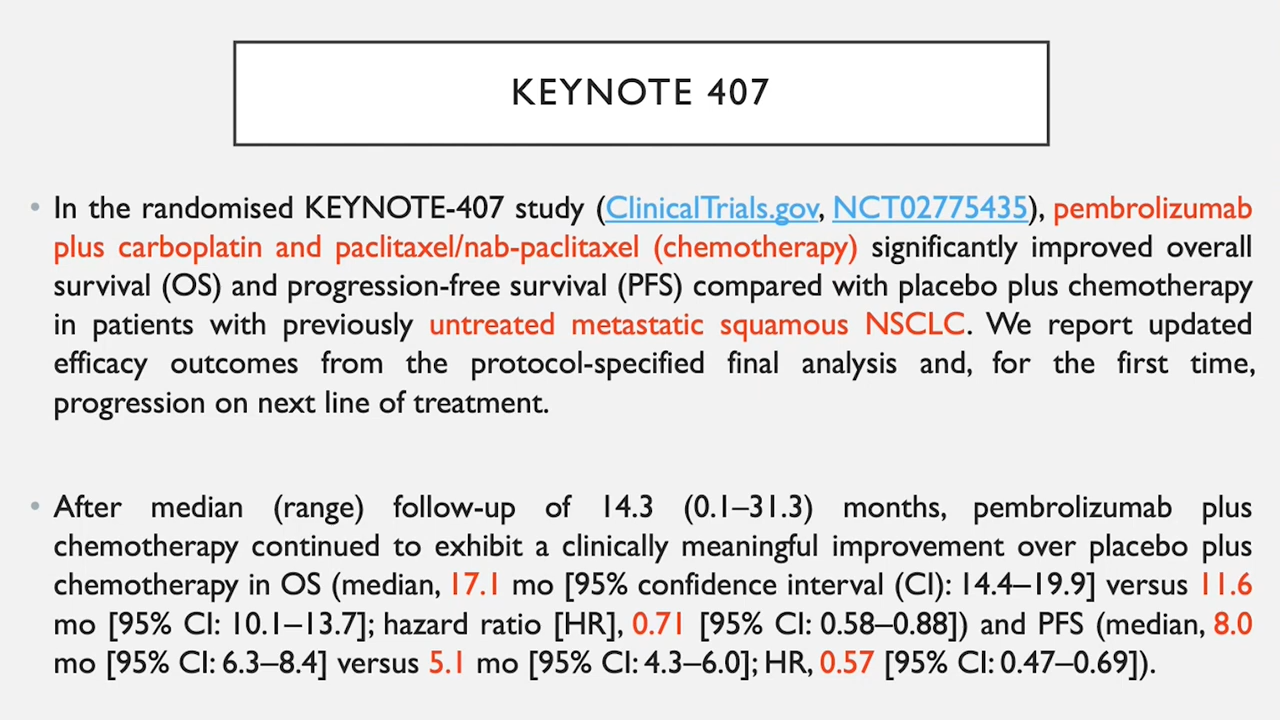 KEYNOTE 407
• In the randomised KEYNOTE-407 study (ClinicalTrials.gov, NCT02775435), pembrolizumab
plus carboplatin and paclitaxel/nab-paclitaxel (chemotherapy) significantly improved overall
survival (OS) and progression-free survival (PFS) compared with placebo plus chemotherapy
in patients with previously untreated metastatic squamous NSCLC. We report updated
efficacy outcomes from the protocol-specified final analysis and, for the first time,
progression on next line of treatment.
• After median (range) follow-up of 14.3 (0.1–31.3) months, pembrolizumab plus
chemotherapy continued to exhibit a clinically meaningful improvement over placebo plus
chemotherapy in OS (median, 17.1 mo [95% confidence interval (CI): 14.4–19.9] versus 11.6
mo [95% CI: 10.1–13.7]; hazard ratio [HR], 0.71 [95% CI: 0.58–0.88]) and PFS (median, 8.0
mo [95% CI: 6.3–8.4] versus 5.1 mo [95% CI: 4.3–6.0]; HR, 0.57 [95% CI: 0.47–0.69]).